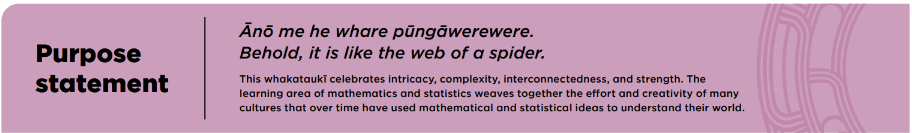 Purpose
statement
Ānō me he whare pūngāwerewere.
Behold, it is like the web of a spider.
This whakataukī celebrates intricacy, complexity, interconnectedness, and strength. The
learning area of mathematics and statistics weaves together the effort and creativity of many
cultures that over time have used mathematical and statistical ideas to understand their world.